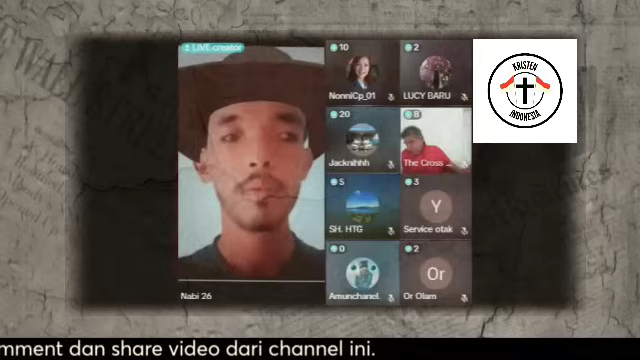 LIVE creator
10
NonniCp_01
2
LUCY BARU
20
Jacknihhh
8
The Cross ...
5
SH. HTG
3
Y
Service otak
0
Amunchanel.
2
Or
Or Olam
Nabi 26
KRISTEN
INDONESIA
mment dan share video dari channel ini.